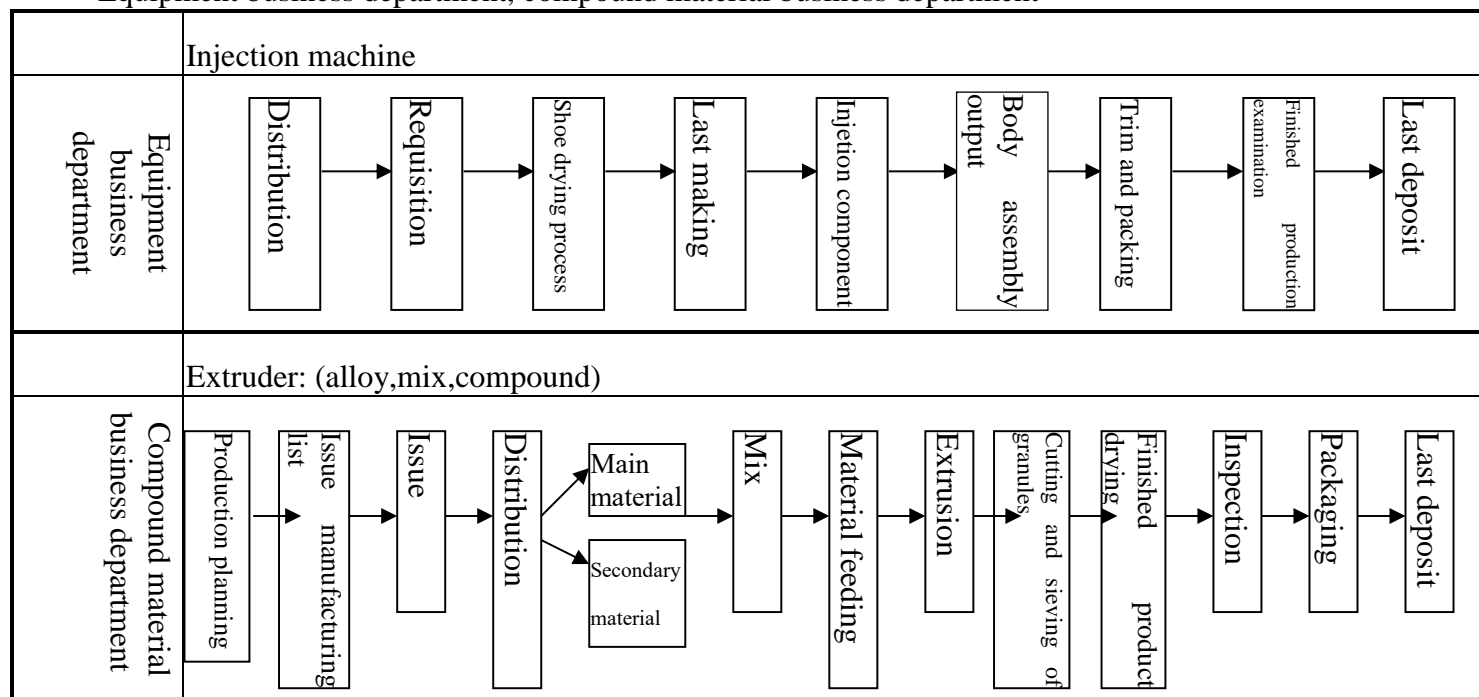 Equipment business department, compound material business department
Injection machine
Equipment
business
department
Distribution
Requisition
Shoe drying process
Last making
Injetion component
Body assembly
output
Trim and packing
Finished production
examination
Last deposit
Extruder: (alloy,mix,compound)
Compound material
business department
Production planning
Issue manufacturing
list
Issue
Distribution
Main
material
Secondary
material
Mix
Material feeding
Extrusion
Cutting and sieving of
granules
Finished product
drying
Inspection
Packaging
Last deposit